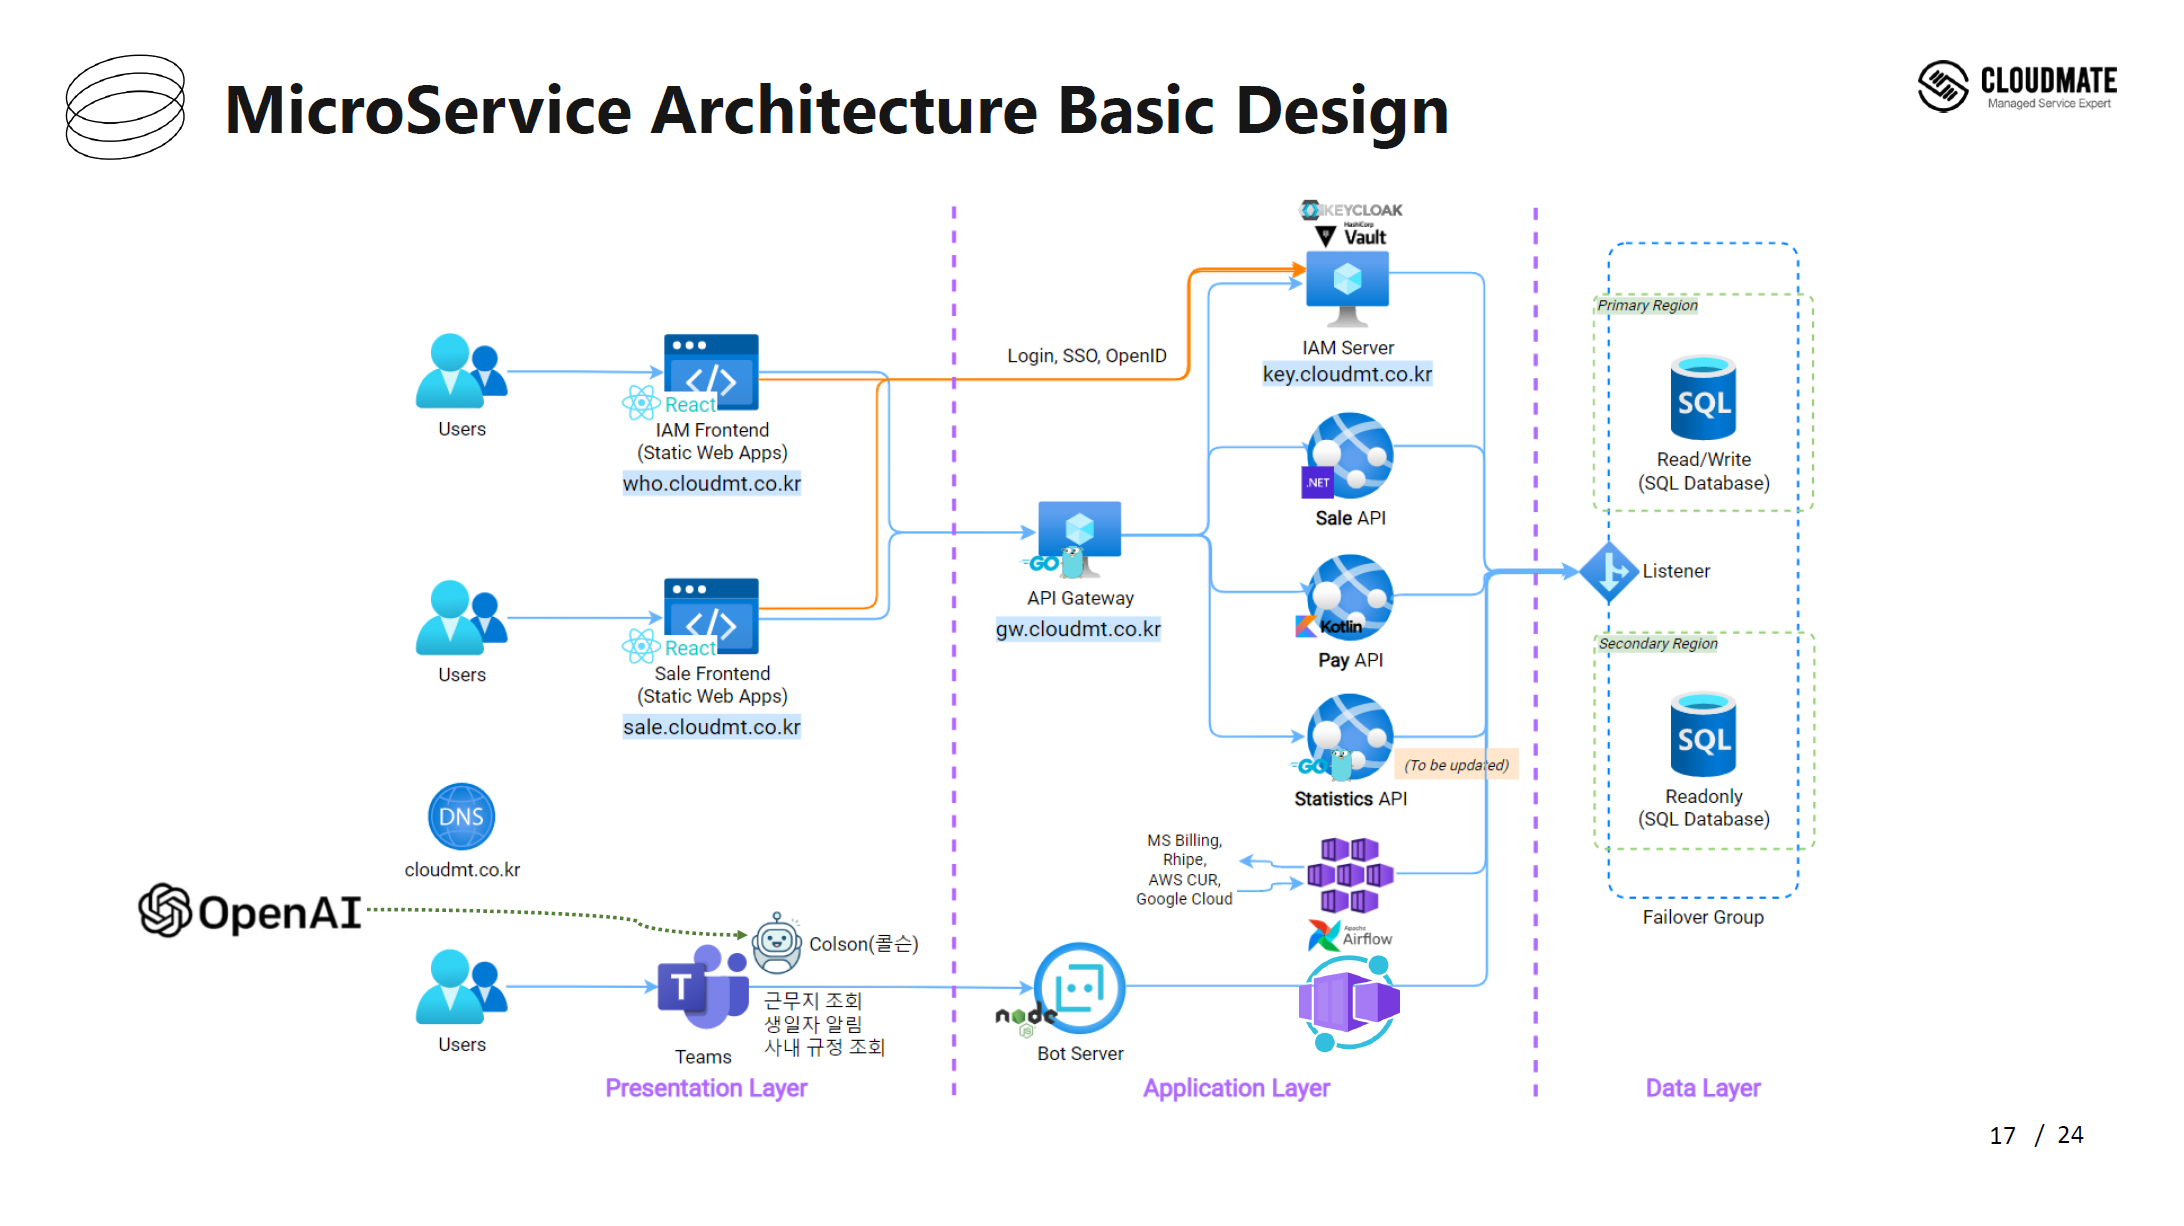 MicroService Architecture Basic Design
CLOUDMATE
Managed Service Expert
KEYCLOAK
HashiCorp
Vault
Login, SSO, OpenID
IAM Server
key.cloudmt.co.kr
Users
React
IAM Frontend
(Static Web Apps)
who.cloudmt.co.kr
Users
React
Sale Frontend
(Static Web Apps)
sale.cloudmt.co.kr
GO
API Gateway
gw.cloudmt.co.kr
.NET
Sale API
Kotlin
Pay API
GO
(To be updated)
Statistics API
Primary Region
SQL
Read/Write
(SQL Database)
Listener
Secondary Region
SQL
Readonly
(SQL Database)
Failover Group
DNS
cloudmt.co.kr
OpenAI
MS Billing,
Rhipe,
AWS CUR,
Google Cloud
Apache
Airflow
Colson(콜슨)
Users
T
Teams
근무지 조회
생일자 알림
사내 규정 조회
node
JS
Bot Server
Presentation Layer
Application Layer
Data Layer
17 / 24